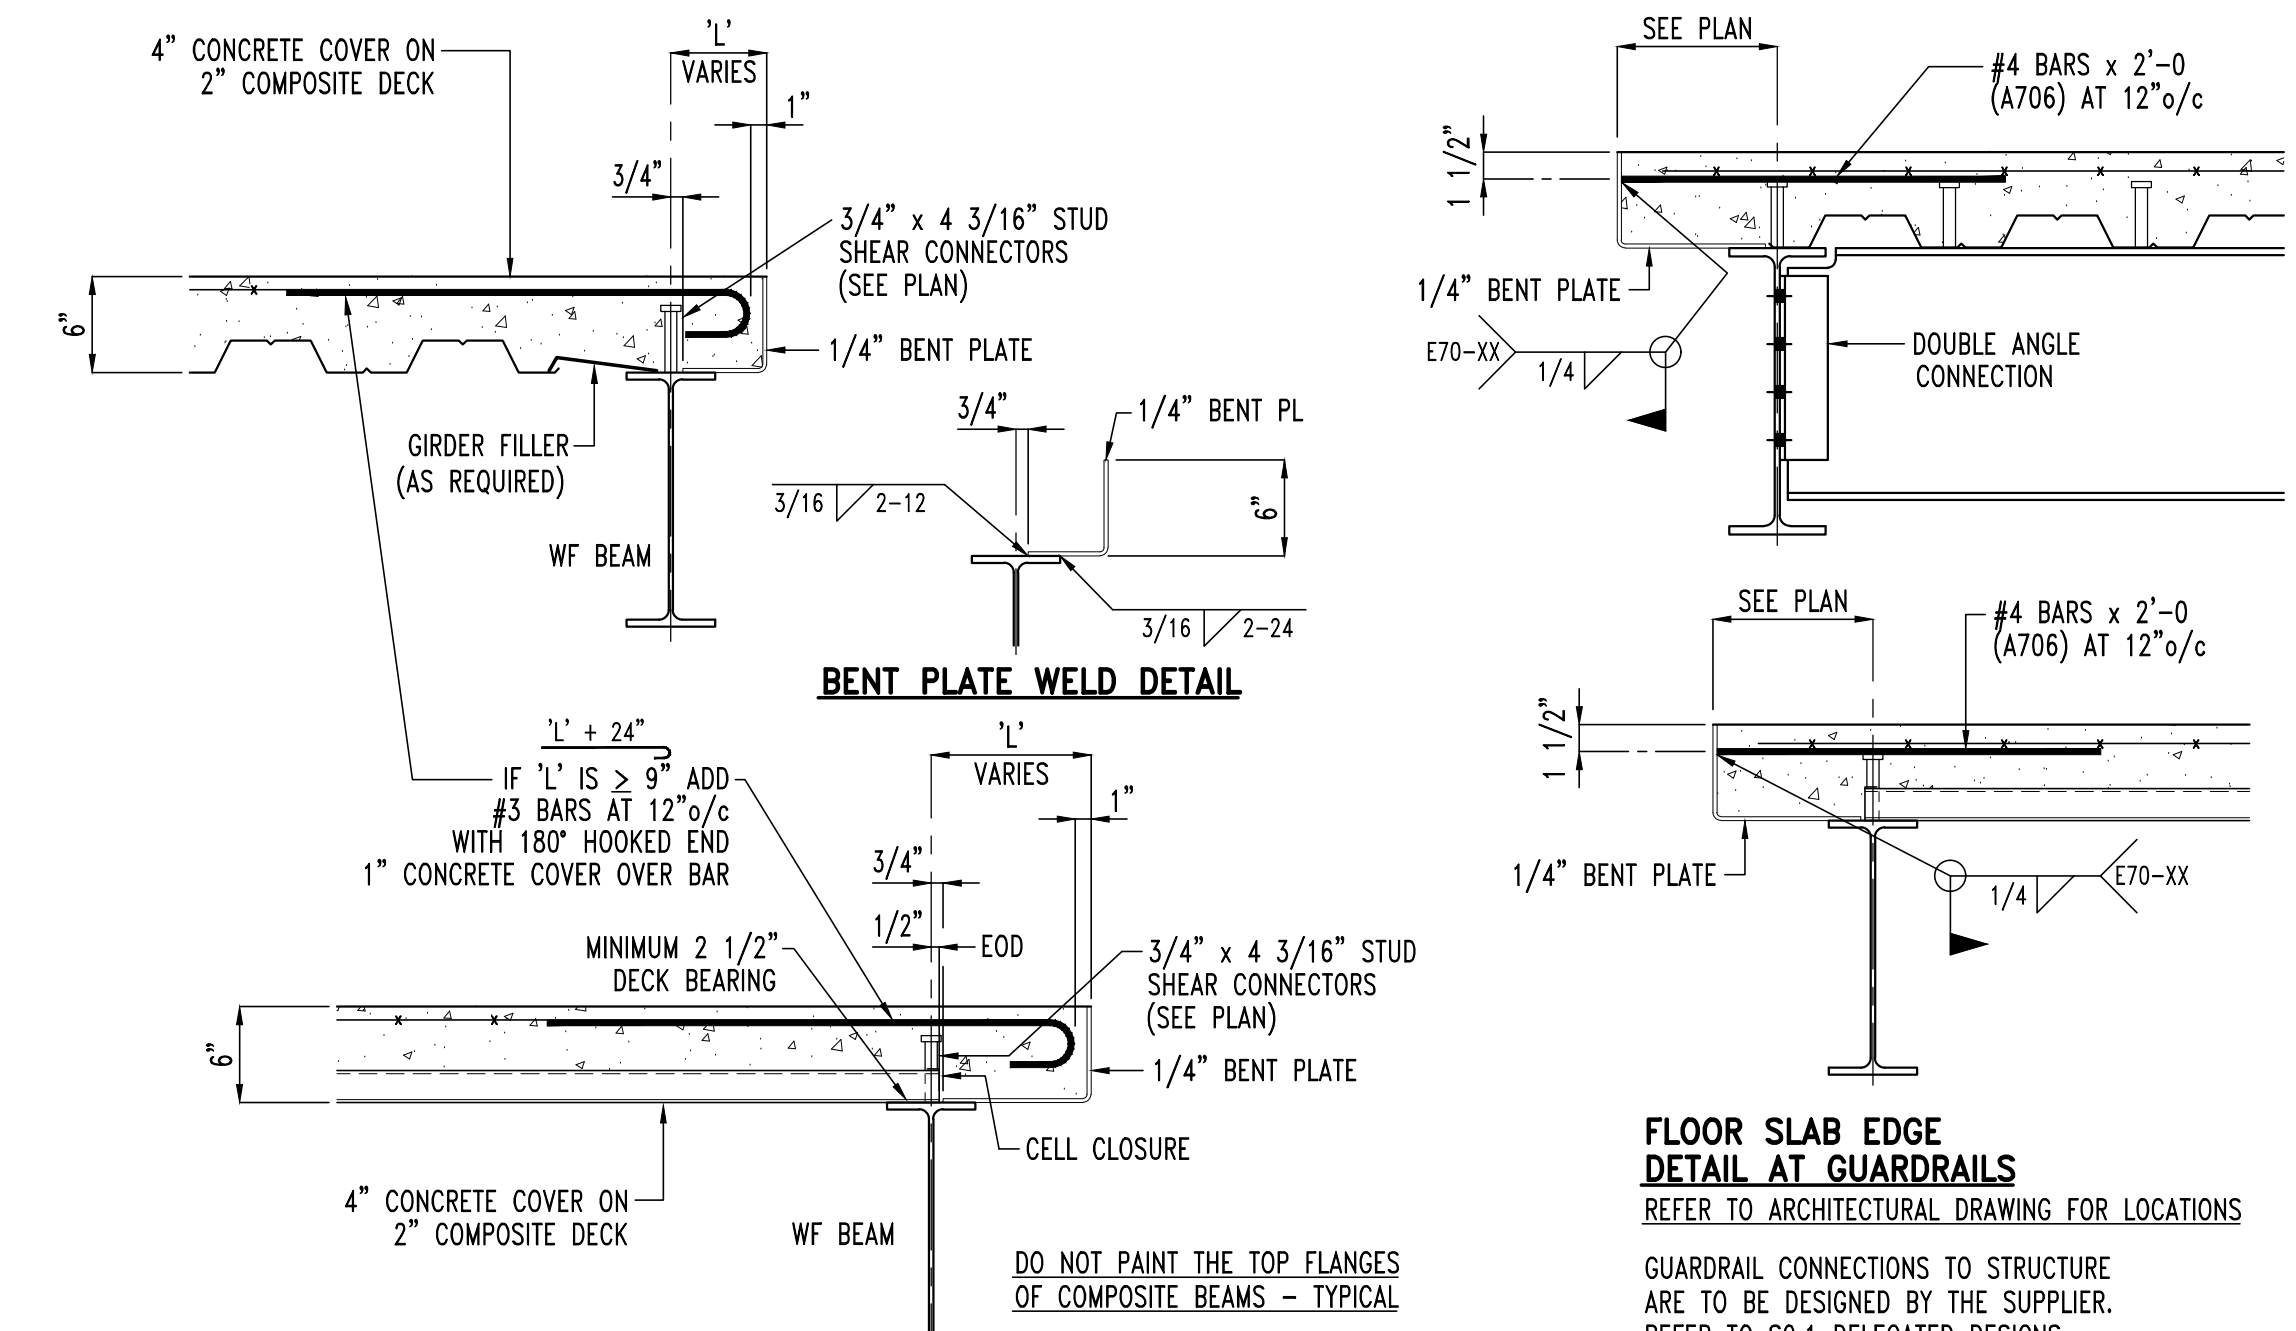 4" CONCRETE COVER ON
2" COMPOSITE DECK
'L'
VARIES
1"
3/4"
3/4" x 4 3/16" STUD
SHEAR CONNECTORS
(SEE PLAN)
6"
1/4" BENT PLATE
GIRDER FILLER
(AS REQUIRED)
WF BEAM
3/4"
1/4" BENT PL
3/16
2-12
6"
3/16
2-24
BENT PLATE WELD DETAIL
'L' + 24"
IF 'L' IS ≥ 9" ADD
#3 BARS AT 12"o/c
WITH 180° HOOKED END
1" CONCRETE COVER OVER BAR
'L'
VARIES
1"
3/4"
1/2"
EOD
MINIMUM 2 1/2"
DECK BEARING
3/4" x 4 3/16" STUD
SHEAR CONNECTORS
(SEE PLAN)
6"
1/4" BENT PLATE
CELL CLOSURE
4" CONCRETE COVER ON
2" COMPOSITE DECK
WF BEAM
DO NOT PAINT THE TOP FLANGES
OF COMPOSITE BEAMS - TYPICAL
SEE PLAN
#4 BARS x 2'-0
(A706) AT 12"o/c
1 1/2"
1/4" BENT PLATE
E70-XX
1/4
DOUBLE ANGLE
CONNECTION
SEE PLAN
#4 BARS x 2'-0
(A706) AT 12"o/c
1 1/2"
1/4" BENT PLATE
1/4
E70-XX
FLOOR SLAB EDGE
DETAIL AT GUARDRAILS
REFER TO ARCHITECTURAL DRAWING FOR LOCATIONS
GUARDRAIL CONNECTIONS TO STRUCTURE
ARE TO BE DESIGNED BY THE SUPPLIER.
REFER TO S0.1 DELEGATED DESIGNS